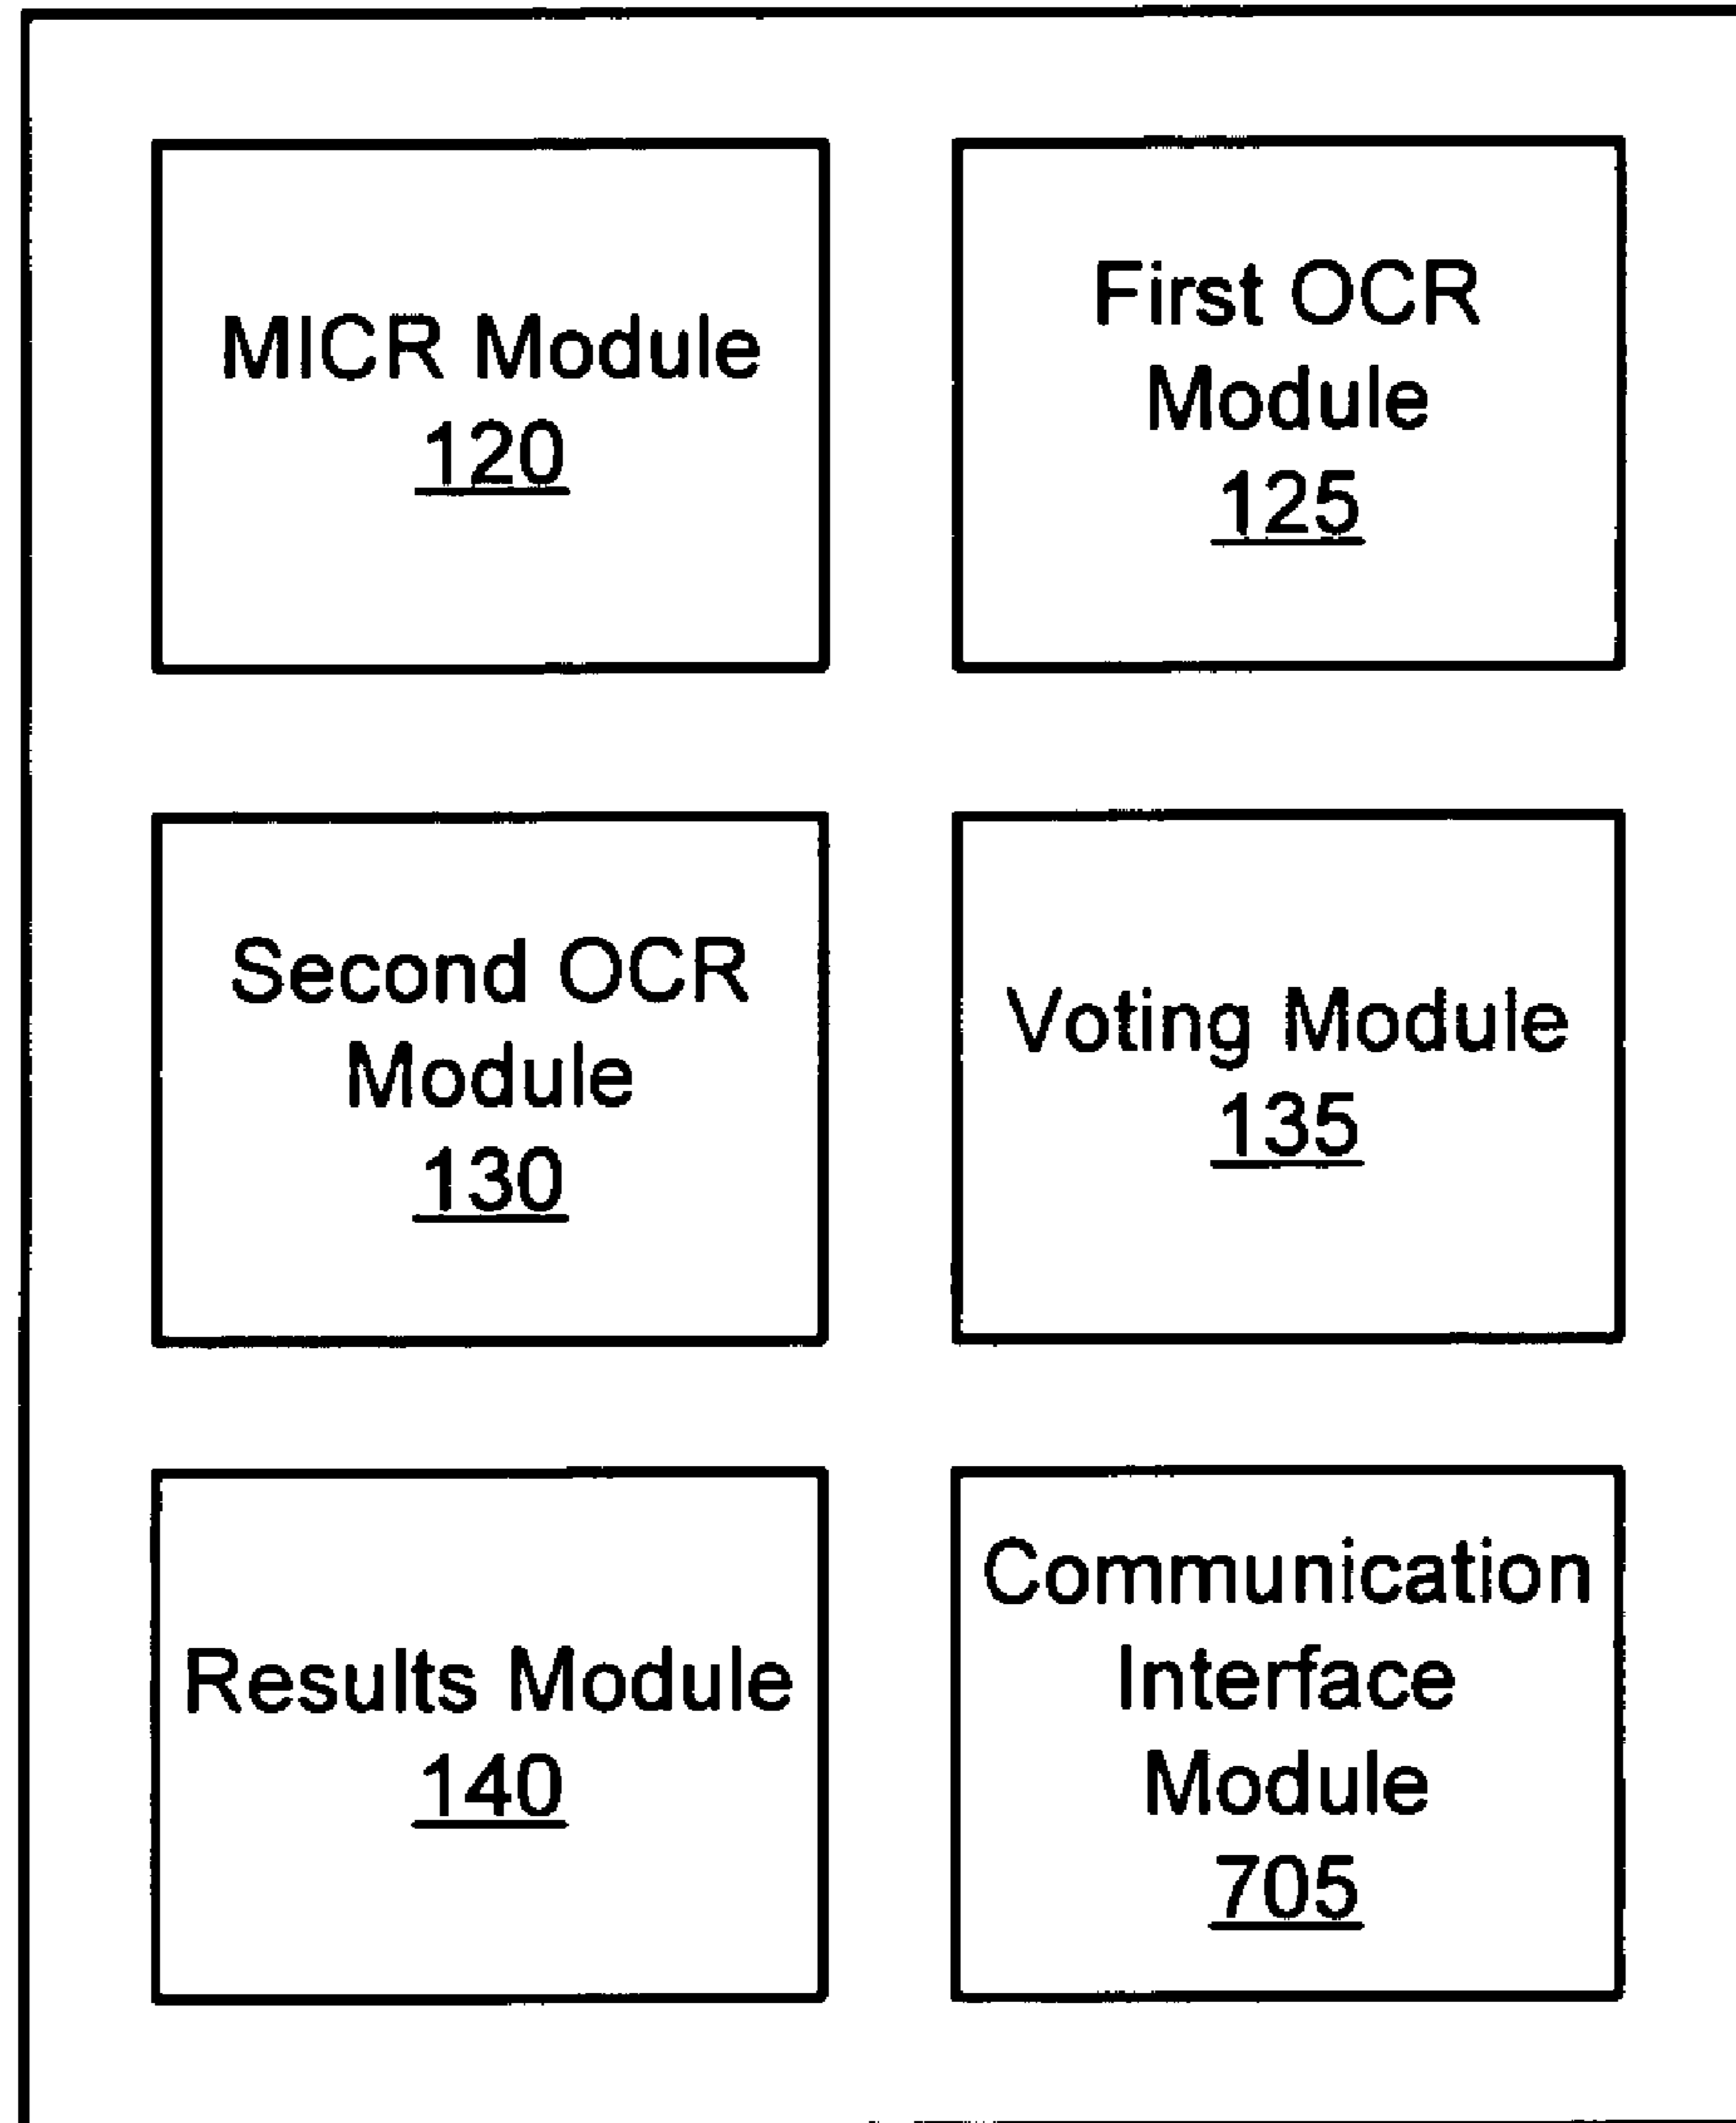 MICR Module
120
First OCR
Module
125
Second OCR
Module
130
Voting Module
135
Results Module
140
Communication
Interface
Module
705